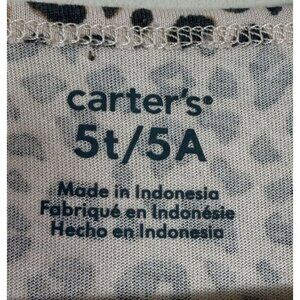 carter's®
5t/5A
Made in Indonesia
Fabriqué en Indonésie
Hecho en Indonesia